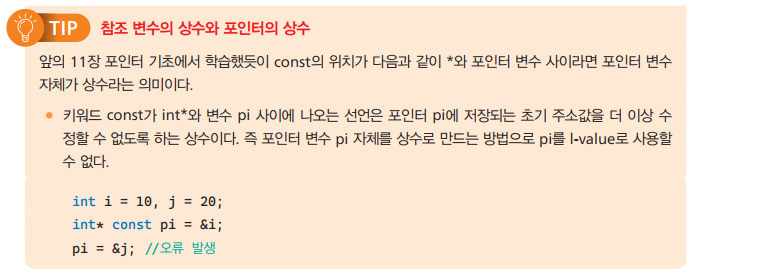 TIP 참조 변수의 상수와 포인터의 상수
앞의 11장 포인터 기초에서 학습했듯이 const의 위치가 다음과 같이 *와 포인터 변수 사이라면 포인터 변수
자체가 상수라는 의미이다.
• 키워드 const가 int*와 변수 pi 사이에 나오는 선언은 포인터 pi에 저장되는 초기 주소값을 더 이상 수
정할 수 없도록 하는 상수이다. 즉 포인터 변수 pi 자체를 상수로 만드는 방법으로 pi를 l-value로 사용할
수 없다.
int i = 10, j = 20;
int* const pi = &i;
pi = &j; //오류 발생